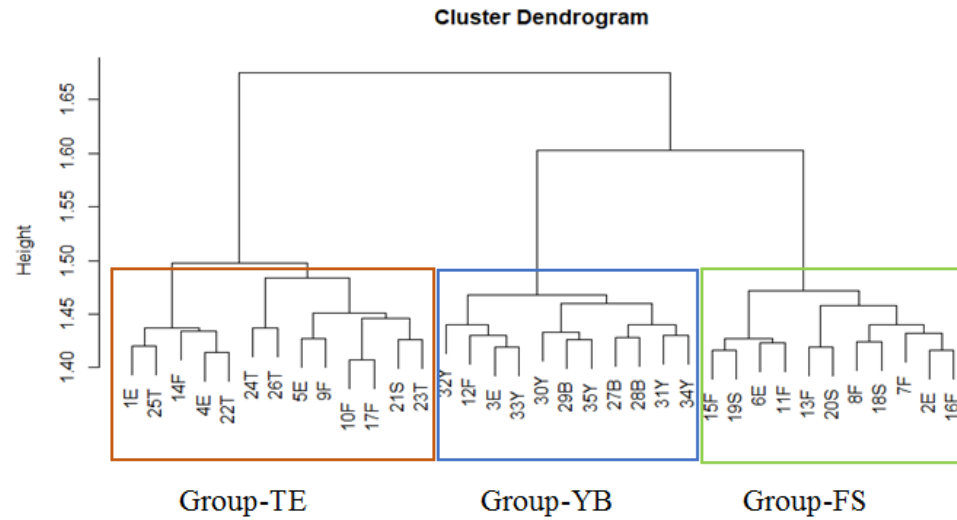 Cluster Dendrogram
Height
1.65
1.60
1.55
1.50
1.45
1.40
1E 25T 14F 4E 22T 24T 26T 5E 9F 10F 17F 21S 23T 32Y 12F 3E 33Y 30Y 29B 35Y 27B 28B 31Y 34Y 15F 19S 6E 11F 13F 20S 8F 18S 7F 2E 16F
Group-TE Group-YB Group-FS